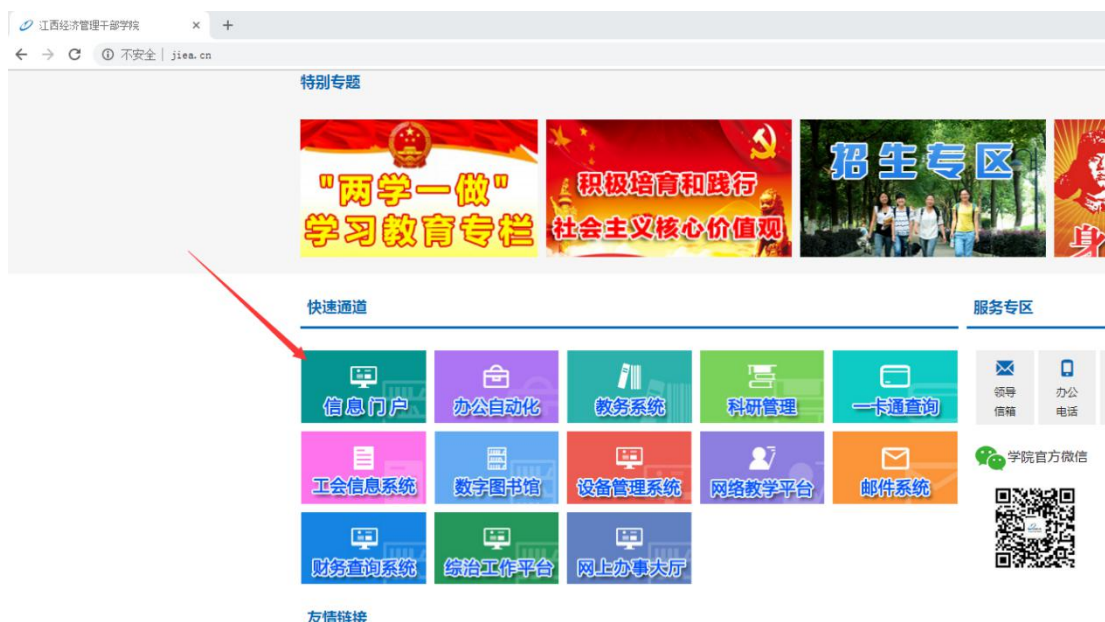 江西经济管理干部学院
不安全 | jiea.cn
特别专题
"两学一做"
学习教育专栏
积极培育和践行
社会主义核心价值观
招生专区
身
快速通道
服务专区
信息门户
办公自动化
教务系统
科研管理
一卡通查询
领导
信箱
办公
电话
工会信息系统
数字图书馆
设备管理系统
网络教学平台
邮件系统
学院官方微信
财务查询系统
综治工作平台
网上办事大厅
友情链接